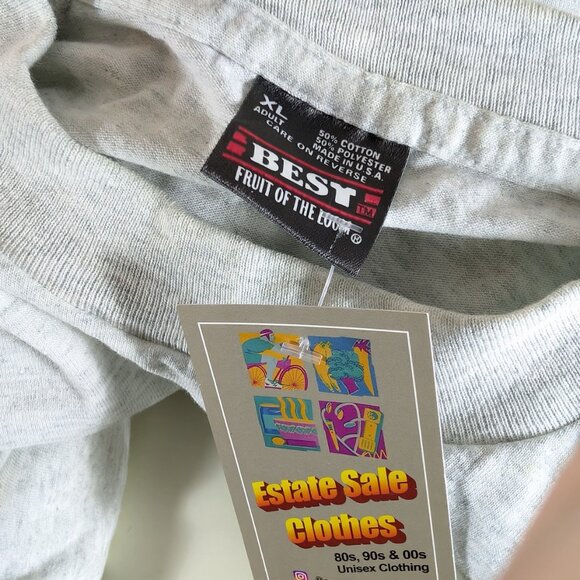 XL
ADULT
50% COTTON
50% POLYESTER
MADE IN U.S.A
CARE ON REVERSE
BEST
TM
FRUIT OF THE LOOM
®
Estate Sale
Clothes
80s, 90s & 00s
Unisex Clothing